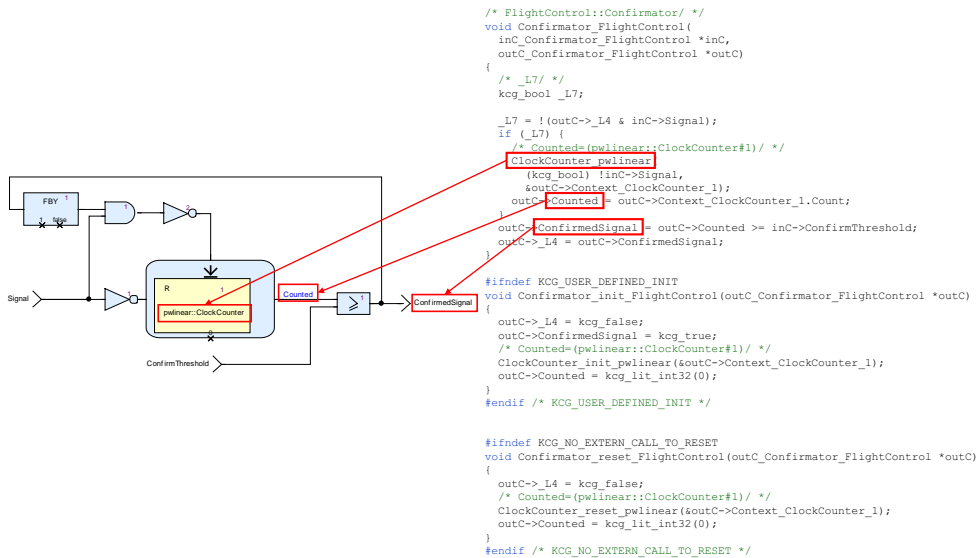 FBY
1
1
false
1
2
Signal
1
R
1
pwlinear::ClockCounter
0
Counted
≥
1
ConfirmedSignal
ConfirmThreshold
/* FlightControl::Confirmator/ */
void Confirmator_FlightControl(
inC_Confirmator_FlightControl *inC,
outC_Confirmator_FlightControl *outC)
{
/* _L7/ */
kcg_bool _L7;
_L7 = !(outC->_L4 & inC->Signal);
if (_L7) {
/* Counted=(pwlinear::ClockCounter#1)/ */
ClockCounter_pwlinear
(kcg_bool) !inC->Signal,
&outC->Context_ClockCounter_1);
outC->Counted = outC->Context_ClockCounter_1.Count;
}
outC->ConfirmedSignal = outC->Counted >= inC->ConfirmThreshold;
outC->_L4 = outC->ConfirmedSignal;
}
#ifndef KCG_USER_DEFINED_INIT
void Confirmator_init_FlightControl(outC_Confirmator_FlightControl *outC)
{
outC->_L4 = kcg_false;
outC->ConfirmedSignal = kcg_true;
/* Counted=(pwlinear::ClockCounter#1)/ */
ClockCounter_init_pwlinear(&outC->Context_ClockCounter_1);
outC->Counted = kcg_lit_int32(0);
}
#endif /* KCG_USER_DEFINED_INIT */
#ifndef KCG_NO_EXTERN_CALL_TO_RESET
void Confirmator_reset_FlightControl(outC_Confirmator_FlightControl *outC)
{
outC->_L4 = kcg_false;
/* Counted=(pwlinear::ClockCounter#1)/ */
ClockCounter_reset_pwlinear(&outC->Context_ClockCounter_1);
outC->Counted = kcg_lit_int32(0);
}
#endif /* KCG_NO_EXTERN_CALL_TO_RESET */